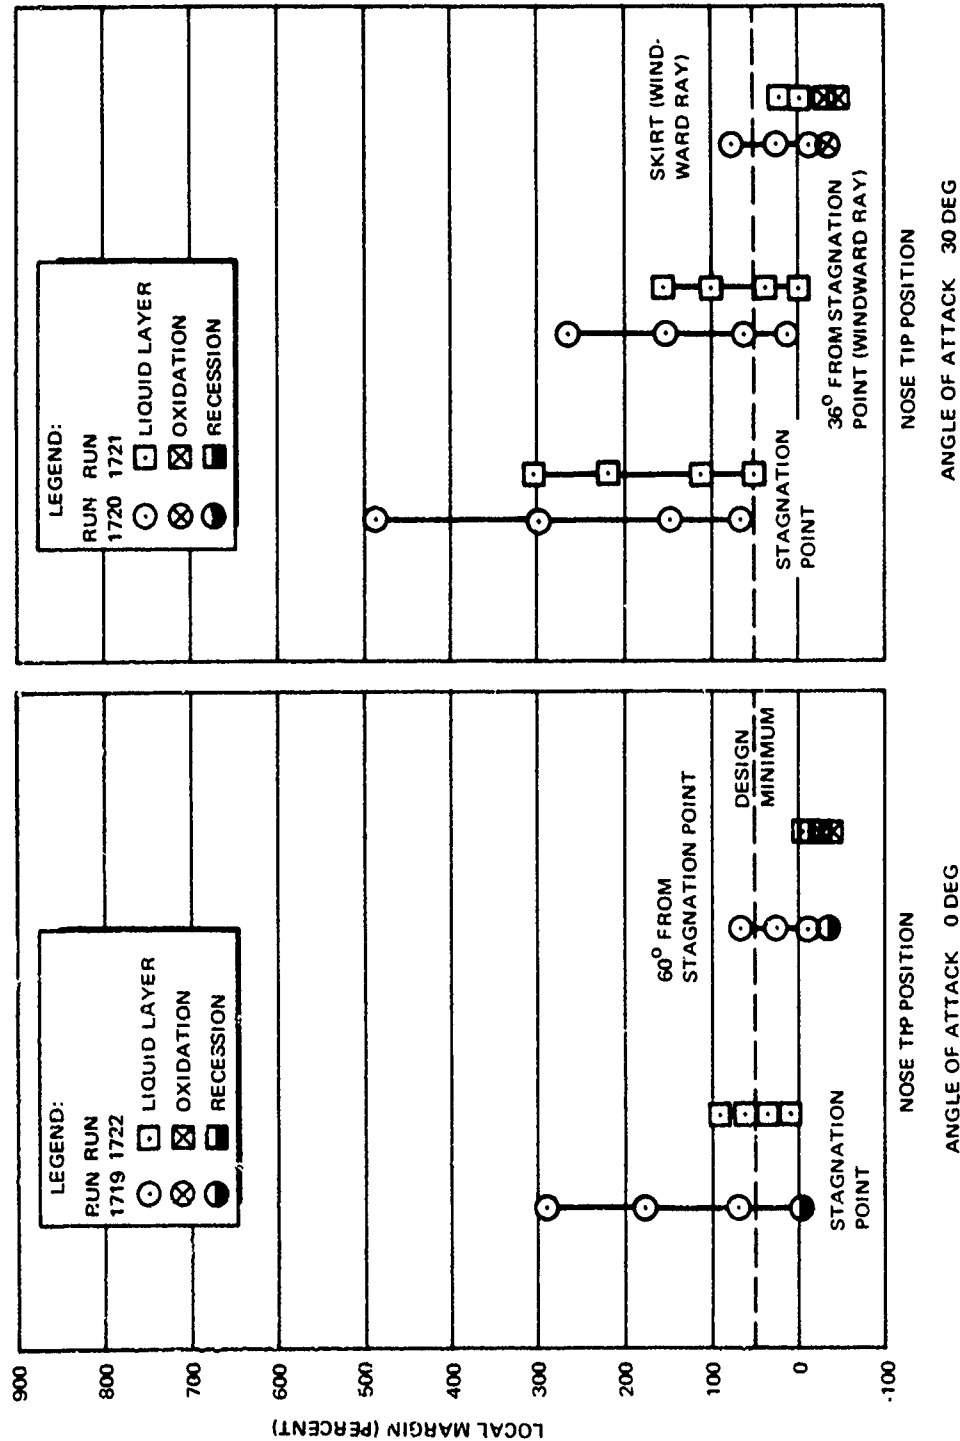 LOCAL MARGIN (PERCENT)
900
800
700
600
500
400
300
200
100
0
-100
LEGEND:
RUN RUN
1719 1722
LIQUID LAYER
OXIDATION
RECESSION
STAGNATION
POINT
60° FROM
STAGNATION POINT
DESIGN
MINIMUM
NOSE TIP POSITION
ANGLE OF ATTACK 0 DEG
LEGEND:
RUN RUN
1720 1721
LIQUID LAYER
OXIDATION
RECESSION
STAGNATION
POINT
36° FROM STAGNATION
POINT (WINDWARD RAY)
SKIRT (WIND-
WARD RAY)
NOSE TIP POSITION
ANGLE OF ATTACK 30 DEG